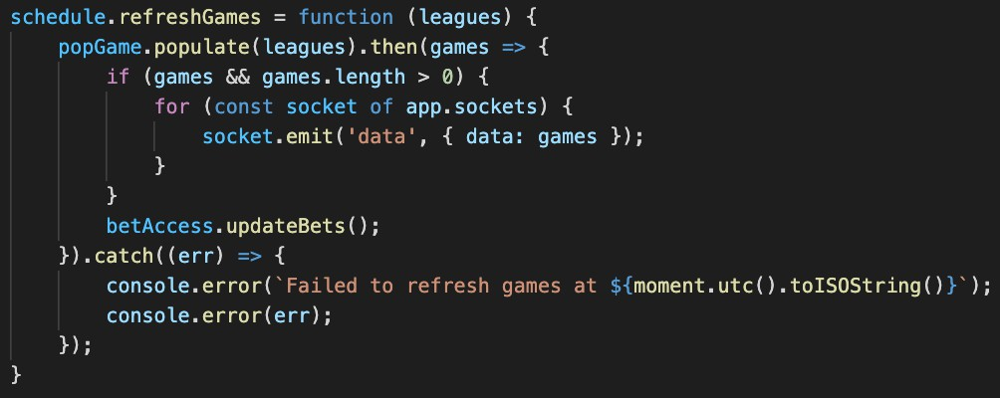 schedule.refreshGames = function (leagues) {
    popGame.populate(leagues).then(games => {
        if (games && games.length > 0) {
            for (const socket of app.sockets) {
                socket.emit('data', { data: games });
            }
        }
        betAccess.updateBets();
    }).catch((err) => {
        console.error(`Failed to refresh games at ${moment.utc().toISOString()}`);
        console.error(err);
    });
}